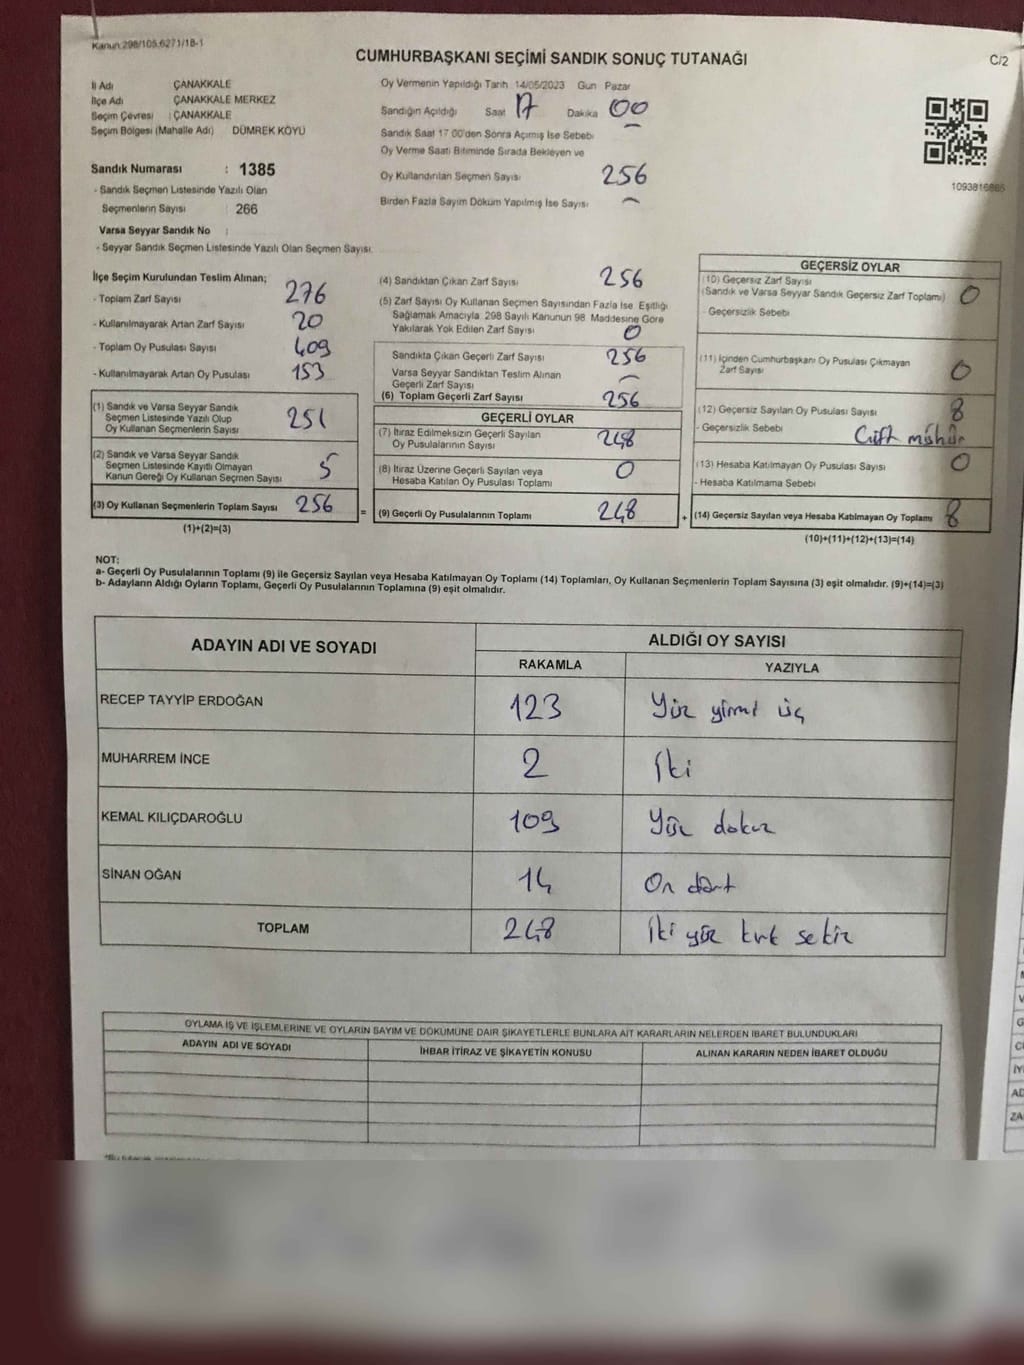 Kanun 298/105,6271/18-1
CUMHURBAŞKANI SEÇİMİ SANDIK SONUÇ TUTANAĞI
C/2
İl Adı ÇANAKKALE
İlçe Adı ÇANAKKALE MERKEZ
Seçim Çevresi : ÇANAKKALE
Seçim Bölgesi (Mahalle Adı) DÜMREK KÖYÜ
Oy Vermenin Yapıldığı Tarih 14/05/2023 Gün Pazar
Sandığın Açıldığı Saat 17 Dakika 00
Sandık Saat 17 00'den Sonra Açımış İse Sebebi
Oy Verme Saati Bitiminde Sırada Bekleyen ve
Oy Kullandırılan Seçmen Sayısı 256
Birden Fazla Sayım Döküm Yapılmış İse Sayısı
1093816865
Sandık Numarası : 1385
- Sandık Seçmen Listesinde Yazılı Olan
Seçmenlerin Sayısı : 266
Varsa Seyyar Sandık No :
- Seyyar Sandık Seçmen Listesinde Yazılı Olan Seçmen Sayısı:
İlçe Seçim Kurulundan Teslim Alınan;
- Toplam Zarf Sayısı 276
- Kullanılmayarak Artan Zarf Sayısı 20
- Toplam Oy Pusulası Sayısı 409
- Kullanılmayarak Artan Oy Pusulası 153
(1) Sandık ve Varsa Seyyar Sandık
Seçmen Listesinde Yazılı Olup
Oy Kullanan Seçmenlerin Sayısı 251
(2) Sandık ve Varsa Seyyar Sandık
Seçmen Listesinde Kayıtlı Olmayan
Kanun Gereği Oy Kullanan Seçmen Sayısı 5
(3) Oy Kullanan Seçmenlerin Toplam Sayısı 256
(1)+(2)=(3)
(4) Sandıktan Çıkan Zarf Sayısı 256
(5) Zarf Sayısı Oy Kullanan Seçmen Sayısından Fazla İse, Eşitliği
Sağlamak Amacıyla 298 Sayılı Kanunun 98. Maddesine Göre
Yakılarak Yok Edilen Zarf Sayısı 0
Sandıkta Çıkan Geçerli Zarf Sayısı 256
Varsa Seyyar Sandıktan Teslim Alınan
Geçerli Zarf Sayısı
(6) Toplam Geçerli Zarf Sayısı 256
GEÇERLİ OYLAR
(7) İtiraz Edilmeksizin Geçerli Sayılan
Oy Pusulalarının Sayısı 248
(8) İtiraz Üzerine Geçerli Sayılan veya
Hesaba Katılan Oy Pusulası Toplamı 0
= (9) Geçerli Oy Pusulalarının Toplamı 248
GEÇERSİZ OYLAR
(10) Geçersiz Zarf Sayısı
(Sandık ve Varsa Seyyar Sandık Geçersiz Zarf Toplamı) 0
- Geçersizlik Sebebi
(11) İçinden Cumhurbaşkanı Oy Pusulası Çıkmayan
Zarf Sayısı 0
(12) Geçersiz Sayılan Oy Pusulası Sayısı 8
- Geçersizlik Sebebi Çift mühür
(13) Hesaba Katılmayan Oy Pusulası Sayısı 0
- Hesaba Katılmama Sebebi
+ (14) Geçersiz Sayılan veya Hesaba Katılmayan Oy Toplamı 8
(10)+(11)+(12)+(13)=(14)
NOT:
a- Geçerli Oy Pusulalarının Toplamı (9) ile Geçersiz Sayılan veya Hesaba Katılmayan Oy Toplamı (14) Toplamları, Oy Kullanan Seçmenlerin Toplam Sayısına (3) eşit olmalıdır. (9)+(14)=(3)
b- Adayların Aldığı Oyların Toplamı, Geçerli Oy Pusulalarının Toplamına (9) eşit olmalıdır.
ADAYIN ADI VE SOYADI ALDIĞI OY SAYISI
RAKAMLA YAZIYLA
RECEP TAYYİP ERDOĞAN 123 Yüz yirmi üç
MUHARREM İNCE 2 İki
KEMAL KILIÇDAROĞLU 109 Yüz dokuz
SİNAN OĞAN 14 On dört
TOPLAM 248 İki yüz kırk sekiz
OYLAMA İŞ VE İŞLEMLERİNE VE OYLARIN SAYIM VE DÖKÜMÜNE DAİR ŞİKAYETLERLE BUNLARA AİT KARARLARIN NELERDEN İBARET BULUNDUKLARI
ADAYIN ADI VE SOYADI İHBAR İTİRAZ VE ŞİKAYETİN KONUSU ALINAN KARARIN NEDEN İBARET OLDUĞU